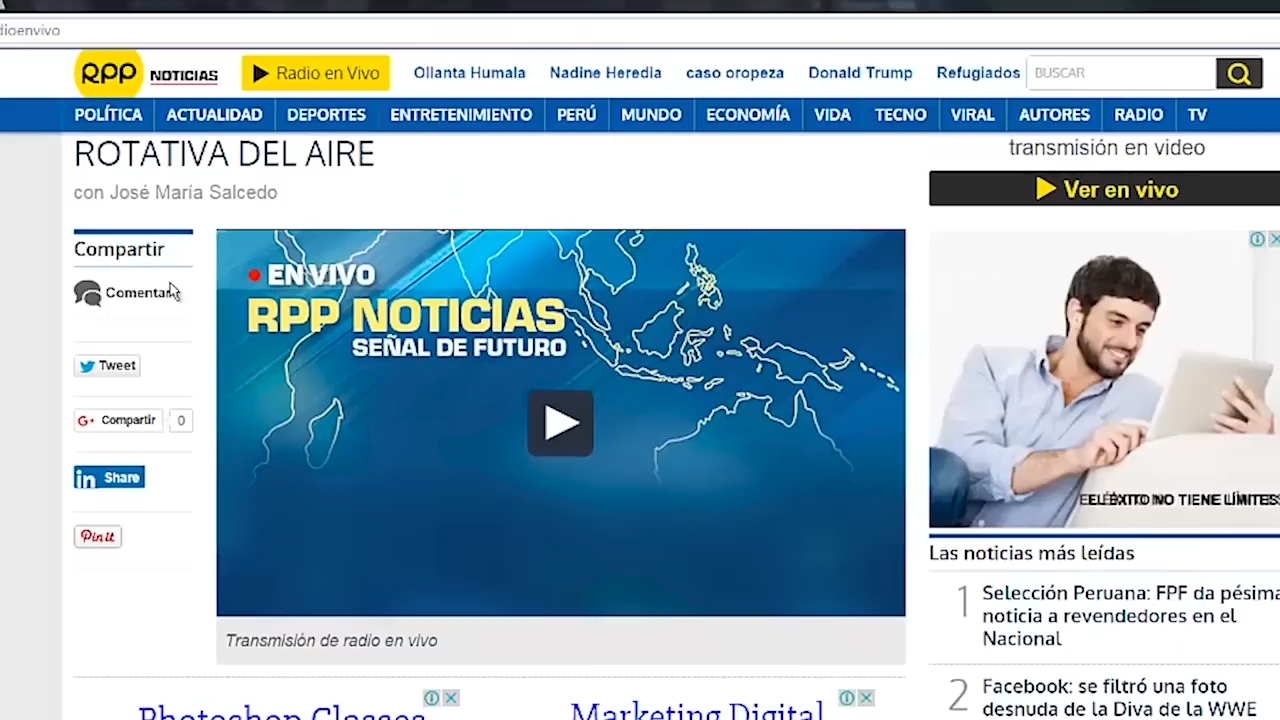 dioenvivo
RPP NOTICIAS
Radio en Vivo
Ollanta Humala
Nadine Heredia
caso oropeza
Donald Trump
Refugiados
BUSCAR
POLÍTICA
ACTUALIDAD
DEPORTES
ENTRETENIMIENTO
PERÚ
MUNDO
ECONOMÍA
VIDA
TECNO
VIRAL
AUTORES
RADIO
TV
ROTATIVA DEL AIRE
con José María Salcedo
Compartir
Comentar
Tweet
G+ Compartir 0
in Share
Pin it
EN VIVO
RPP NOTICIAS
SEÑAL DE FUTURO
Transmisión de radio en vivo
Photoshop Classes
Marketing Digital
transmisión en video
Ver en vivo
EL ÉXITO NO TIENE LÍMITES
Las noticias más leídas
1 Selección Peruana: FPF da pésima
noticia a revendedores en el
Nacional
2 Facebook: se filtró una foto
desnuda de la Diva de la WWE